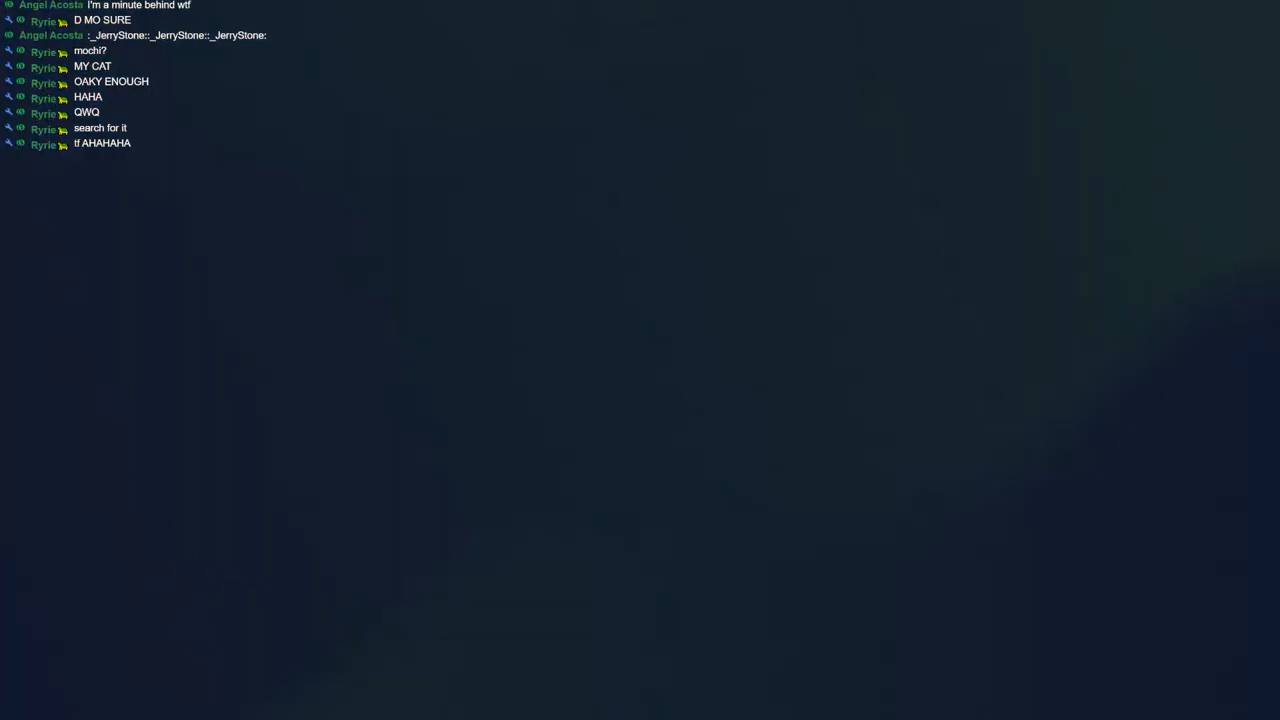 Angel Acosta I'm a minute behind wtf
Ryrie D MO SURE
Angel Acosta :_JerryStone::_JerryStone::_JerryStone:
Ryrie mochi?
Ryrie MY CAT
Ryrie OAKY ENOUGH
Ryrie HAHA
Ryrie QWQ
Ryrie search for it
Ryrie tf AHAHAHA